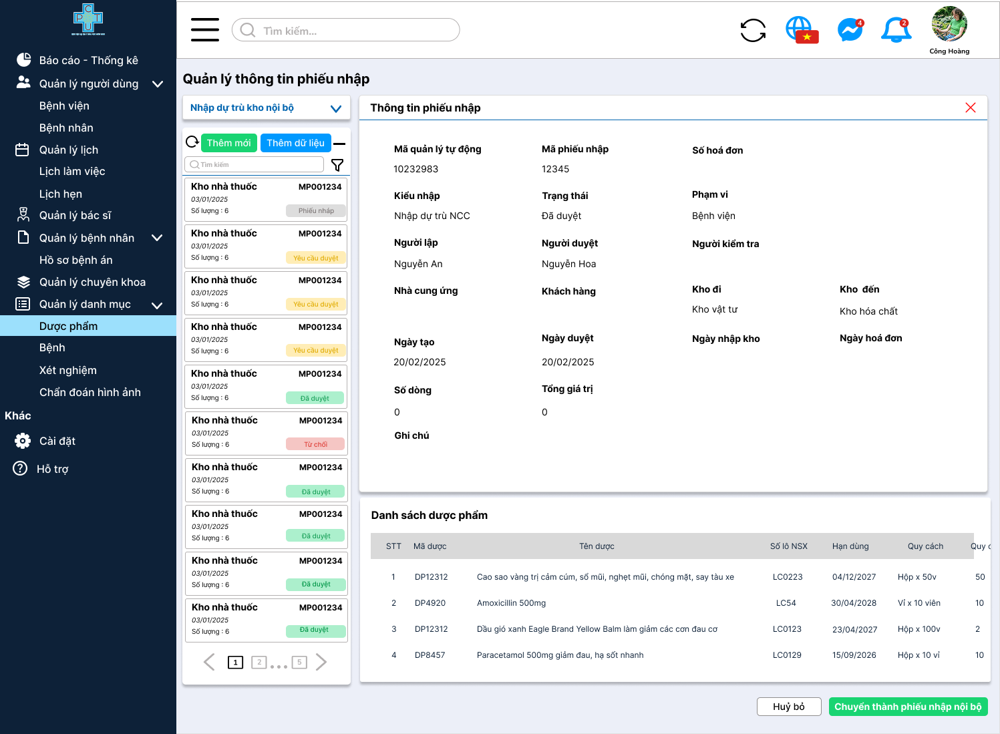 PCTU
Báo cáo - Thống kê
Quản lý người dùng
Bệnh viện
Bệnh nhân
Quản lý lịch
Lịch làm việc
Lịch hẹn
Quản lý bác sĩ
Quản lý bệnh nhân
Hồ sơ bệnh án
Quản lý chuyên khoa
Quản lý danh mục
Dược phẩm
Bệnh
Xét nghiệm
Chẩn đoán hình ảnh
Khác
Cài đặt
Hỗ trợ
Tìm kiếm...
4
2
Công Hoàng
Quản lý thông tin phiếu nhập
Nhập dự trù kho nội bộ
Thêm mới Thêm dữ liệu
Tìm kiếm
Kho nhà thuốc MP001234
03/01/2025
Số lượng : 6 Phiếu nháp
Kho nhà thuốc MP001234
03/01/2025
Số lượng : 6 Yêu cầu duyệt
Kho nhà thuốc MP001234
03/01/2025
Số lượng : 6 Yêu cầu duyệt
Kho nhà thuốc MP001234
03/01/2025
Số lượng : 6 Yêu cầu duyệt
Kho nhà thuốc MP001234
03/01/2025
Số lượng : 6 Đã duyệt
Kho nhà thuốc MP001234
03/01/2025
Số lượng : 6 Từ chối
Kho nhà thuốc MP001234
03/01/2025
Số lượng : 6 Đã duyệt
Kho nhà thuốc MP001234
03/01/2025
Số lượng : 6 Đã duyệt
Kho nhà thuốc MP001234
03/01/2025
Số lượng : 6 Đã duyệt
Kho nhà thuốc MP001234
03/01/2025
Số lượng : 6 Đã duyệt
1 2 ... 5
Thông tin phiếu nhập
Mã quản lý tự động Mã phiếu nhập Số hoá đơn
10232983 12345
Kiểu nhập Trạng thái Phạm vi
Nhập dự trù NCC Đã duyệt Bệnh viện
Người lập Người duyệt Người kiểm tra
Nguyễn An Nguyễn Hoa
Nhà cung ứng Khách hàng Kho đi Kho đến
Kho vật tư Kho hóa chất
Ngày tạo Ngày duyệt Ngày nhập kho Ngày hoá đơn
20/02/2025 20/02/2025
Số dòng Tổng giá trị
0 0
Ghi chú
Danh sách dược phẩm
STT Mã dược Tên dược Số lô NSX Hạn dùng Quy cách Quy
1 DP12312 Cao sao vàng trị cảm cúm, sổ mũi, nghẹt mũi, chóng mặt, say tàu xe LC0223 04/12/2027 Hộp x 50v 50
2 DP4920 Amoxicillin 500mg LC54 30/04/2028 Vỉ x 10 viên 10
3 DP12312 Dầu gió xanh Eagle Brand Yellow Balm làm giảm các cơn đau cơ LC0123 23/04/2027 Hộp x 100v 2
4 DP8457 Paracetamol 500mg giảm đau, hạ sốt nhanh LC0129 15/09/2026 Hộp x 10 vỉ 10
Huỷ bỏ Chuyển thành phiếu nhập nội bộ